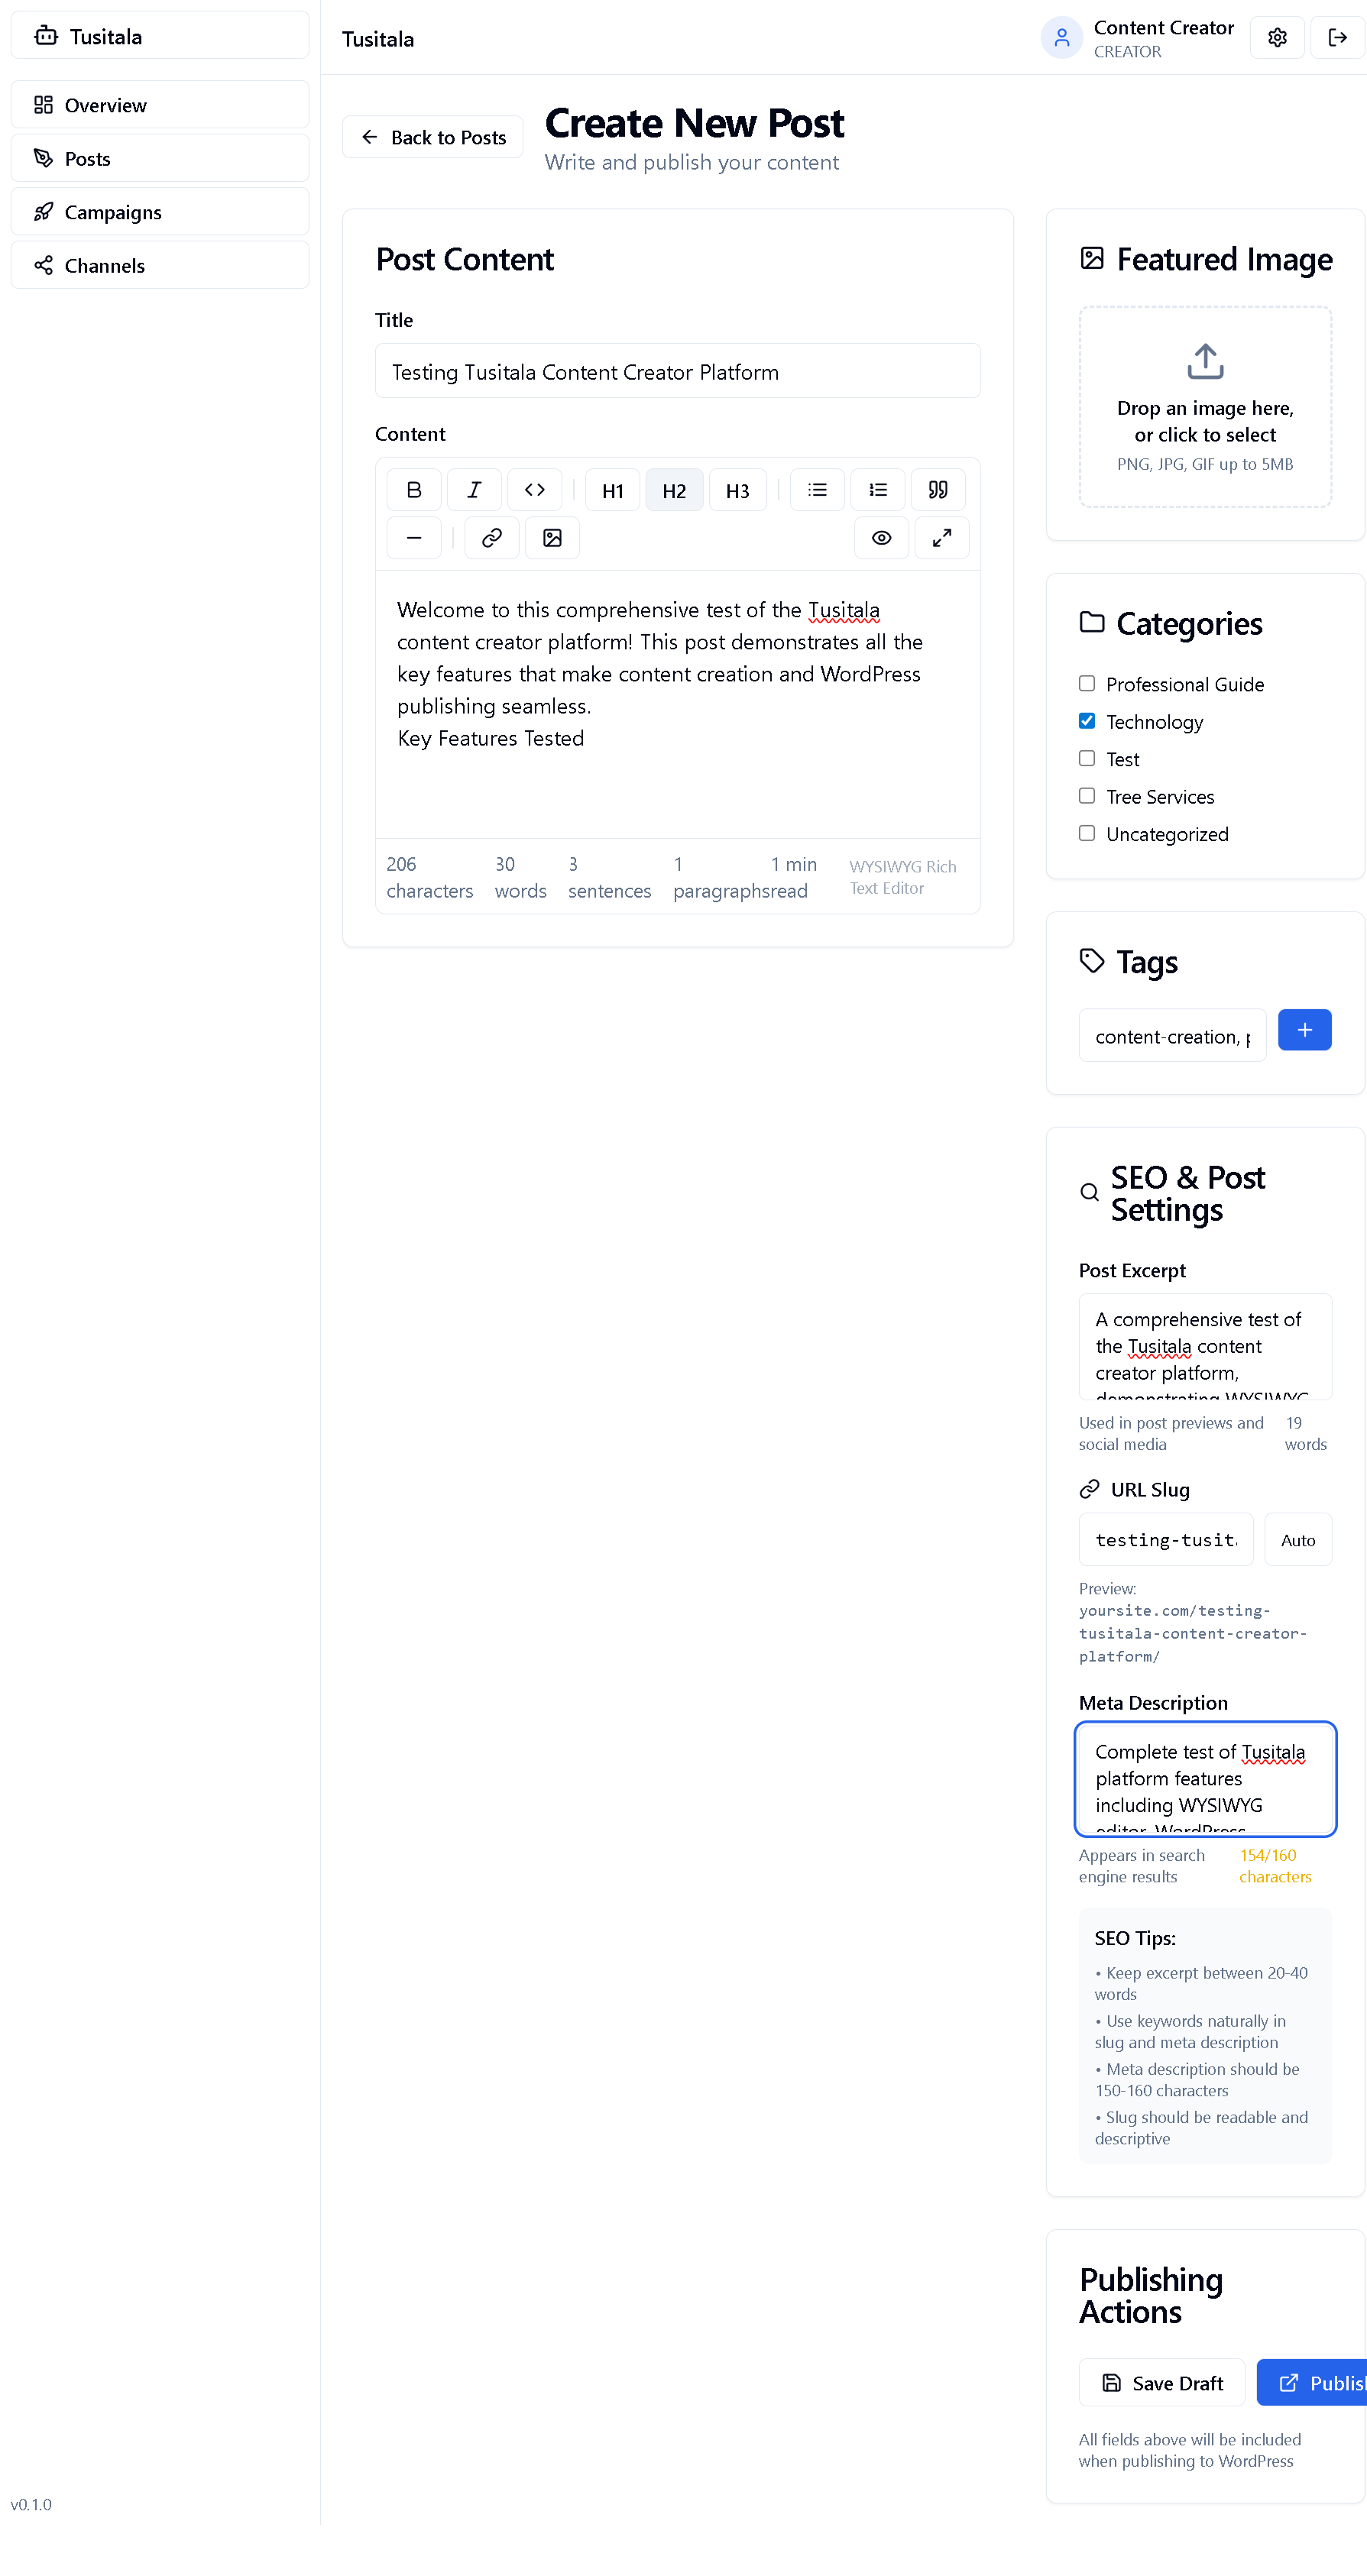 Tusitala
Overview
Posts
Campaigns
Channels
v0.1.0
Tusitala
Content Creator
CREATOR
Back to Posts
Create New Post
Write and publish your content
Post Content
Title
Testing Tusitala Content Creator Platform
Content
H1
H2
H3
Welcome to this comprehensive test of the Tusitala
content creator platform! This post demonstrates all the
key features that make content creation and WordPress
publishing seamless.
Key Features Tested
206 characters
30 words
3 sentences
1 paragraphs
1 min read
WYSIWYG Rich
Text Editor
Featured Image
Drop an image here,
or click to select
PNG, JPG, GIF up to 5MB
Categories
Professional Guide
Technology
Test
Tree Services
Uncategorized
Tags
content-creation,
SEO & Post
Settings
Post Excerpt
A comprehensive test of
the Tusitala content
creator platform,
demonstrating WYSIWYG
Used in post previews and
social media
19
words
URL Slug
testing-tusit
Auto
Preview:
yoursite.com/testing-
tusitala-content-creator-
platform/
Meta Description
Complete test of Tusitala
platform features
including WYSIWYG
editor, WordPress
Appears in search
engine results
154/160
characters
SEO Tips:
• Keep excerpt between 20-40
words
• Use keywords naturally in
slug and meta description
• Meta description should be
150-160 characters
• Slug should be readable and
descriptive
Publishing
Actions
Save Draft
Publis
All fields above will be included
when publishing to WordPress